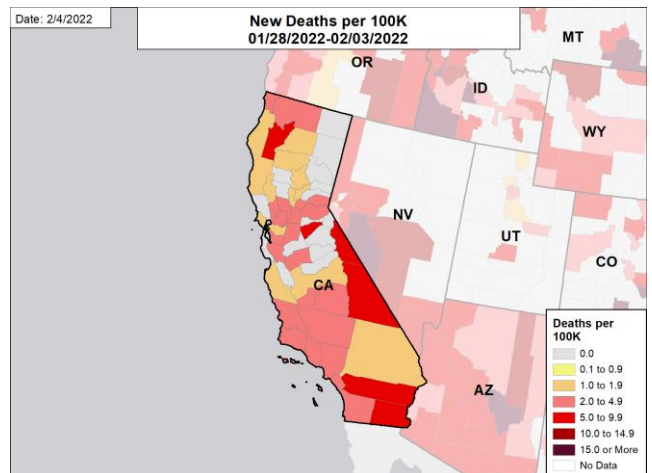 Date: 2/4/2022
New Deaths per 100K
01/28/2022-02/03/2022
MT
OR
ID
WY
NV
UT
CO
CA
AZ
Deaths per
100K
0.0
0.1 to 0.9
1.0 to 1.9
2.0 to 4.9
5.0 to 9.9
10.0 to 14.9
15.0 or More
No Data